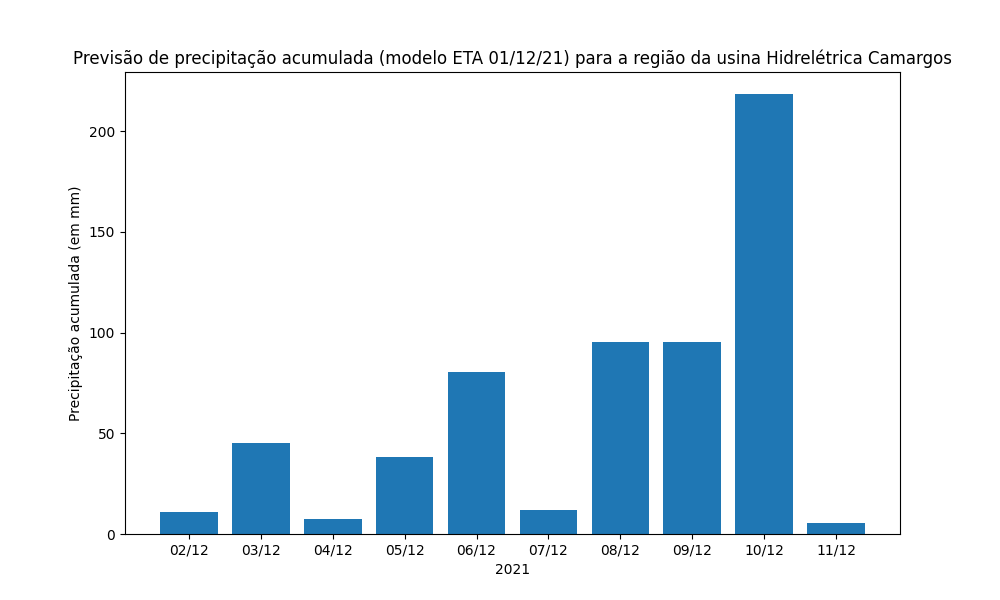 Previsão de precipitação acumulada (modelo ETA 01/12/21) para a região da usina Hidrelétrica Camargos
Precipitação acumulada (em mm)
200
150
100
50
0
02/12 03/12 04/12 05/12 06/12 07/12 08/12 09/12 10/12 11/12
2021